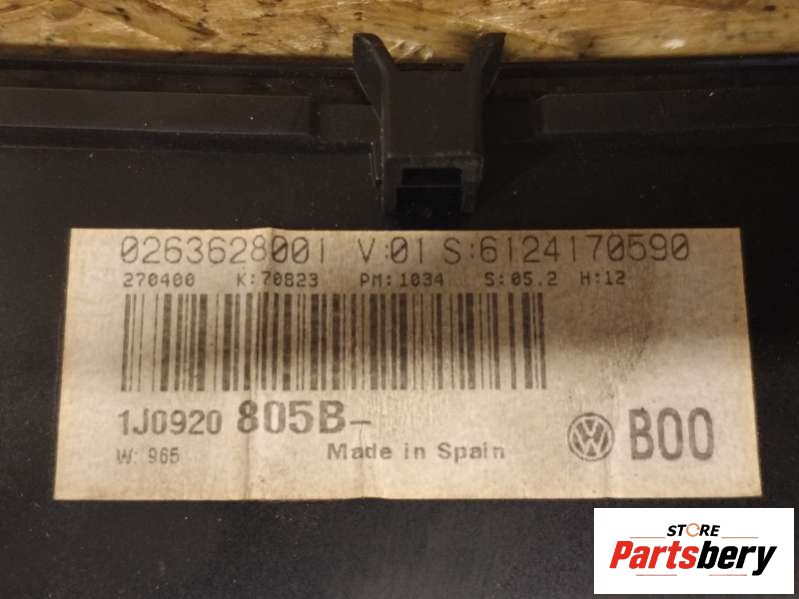 0263628001 V:01 S:6124170590
270400 K:70823 PM:1034 S:05.2 H:12
1J0920 805B-
W: 965 Made in Spain
VW B00
STORE
Partsbery